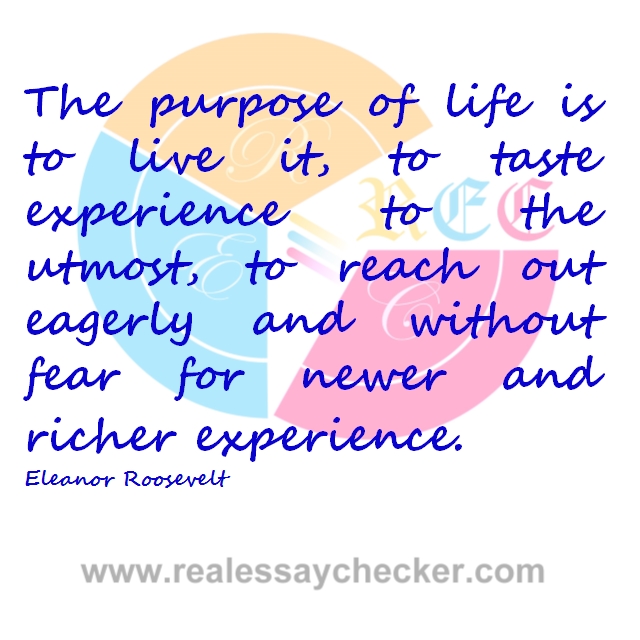 The purpose of life is
to live it, to taste
experience to the
utmost, to reach out
eagerly and without
fear for newer and
richer experience.
Eleanor Roosevelt
R
E E C
REC
www.realessaychecker.com